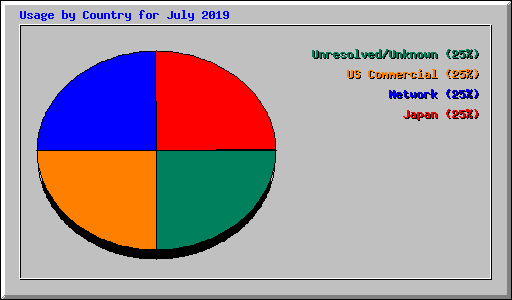 Usage by Country for July 2019
Unresolved/Unknown (25%)
US Commercial (25%)
Network (25%)
Japan (25%)